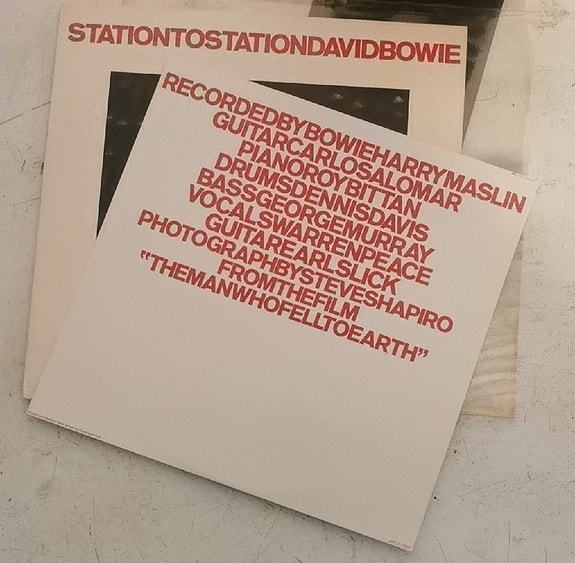 STATIONTOSTATIONDAVIDBOWIE
RECORDEDBYBOWIEHARRYMASLIN
GUITARCARLOSALOMAR
PIANOROYBITTAN
DRUMSDENNISDAVIS
BASSGEORGEMURRAY
VOCALSWARRENPEACE
GUITAREARLSLICK
PHOTOGRAPHBYSTEVESHAPIRO
FROMTHEFILM
“THEMANWHOFELLTOEARTH”